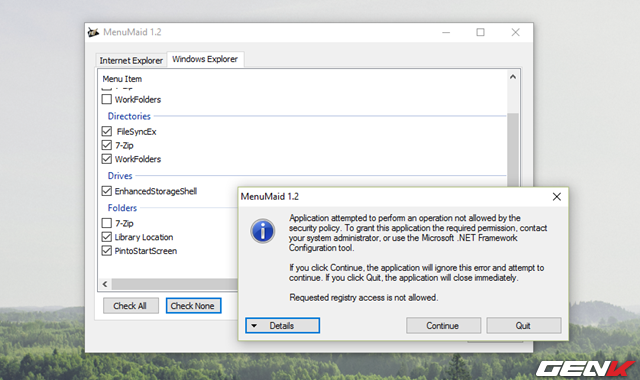 MenuMaid 1.2
Internet Explorer
Windows Explorer
Menu Item
7-Zip
WorkFolders
Directories
FileSyncEx
7-Zip
WorkFolders
Drives
EnhancedStorageShell
Folders
7-Zip
Library Location
PintoStartScreen
Check All
Check None
MenuMaid 1.2
Application attempted to perform an operation not allowed by the
security policy. To grant this application the required permission, contact
your system administrator, or use the Microsoft .NET Framework
Configuration tool.
If you click Continue, the application will ignore this error and attempt to
continue. If you click Quit, the application will close immediately.
Requested registry access is not allowed.
Details
Continue
Quit
GENK